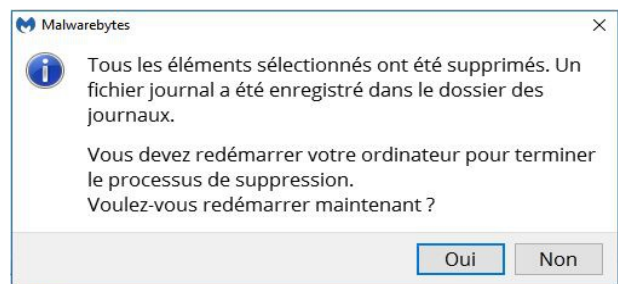 Malwarebytes
Tous les éléments sélectionnés ont été supprimés. Un
fichier journal a été enregistré dans le dossier des
journaux.
Vous devez redémarrer votre ordinateur pour terminer
le processus de suppression.
Voulez-vous redémarrer maintenant ?
Oui
Non